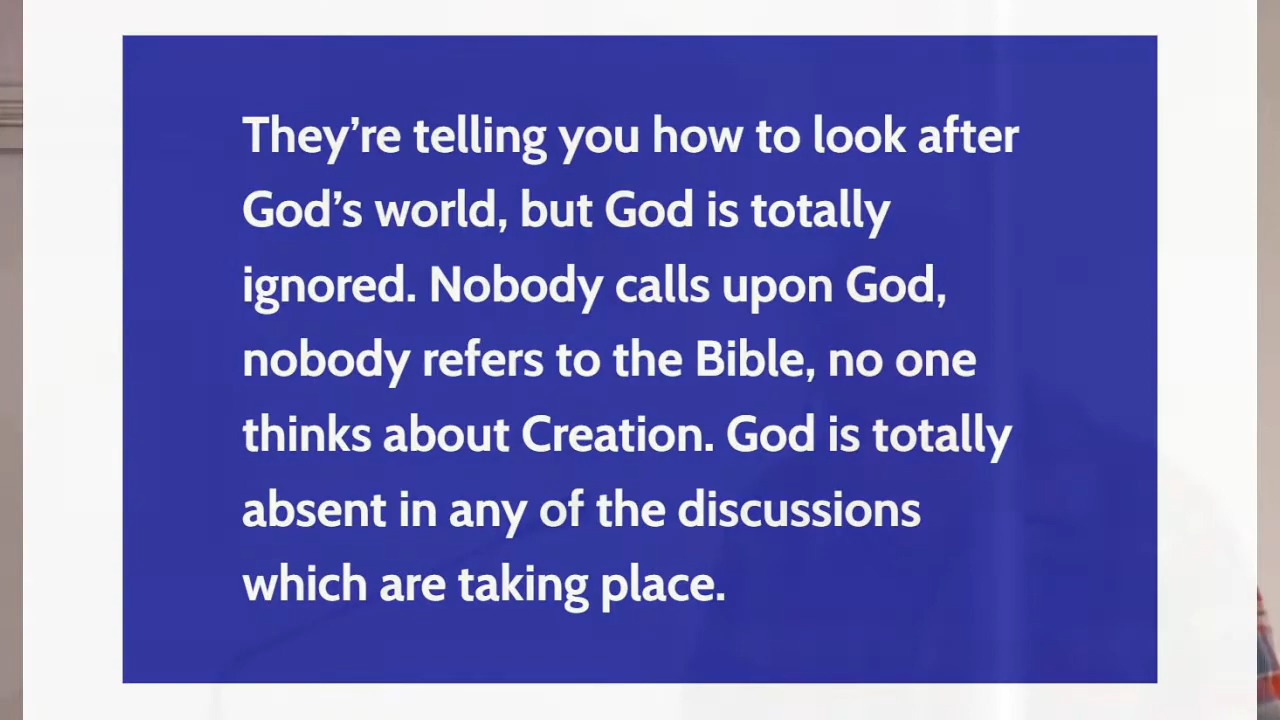 They’re telling you how to look after
God’s world, but God is totally
ignored. Nobody calls upon God,
nobody refers to the Bible, no one
thinks about Creation. God is totally
absent in any of the discussions
which are taking place.